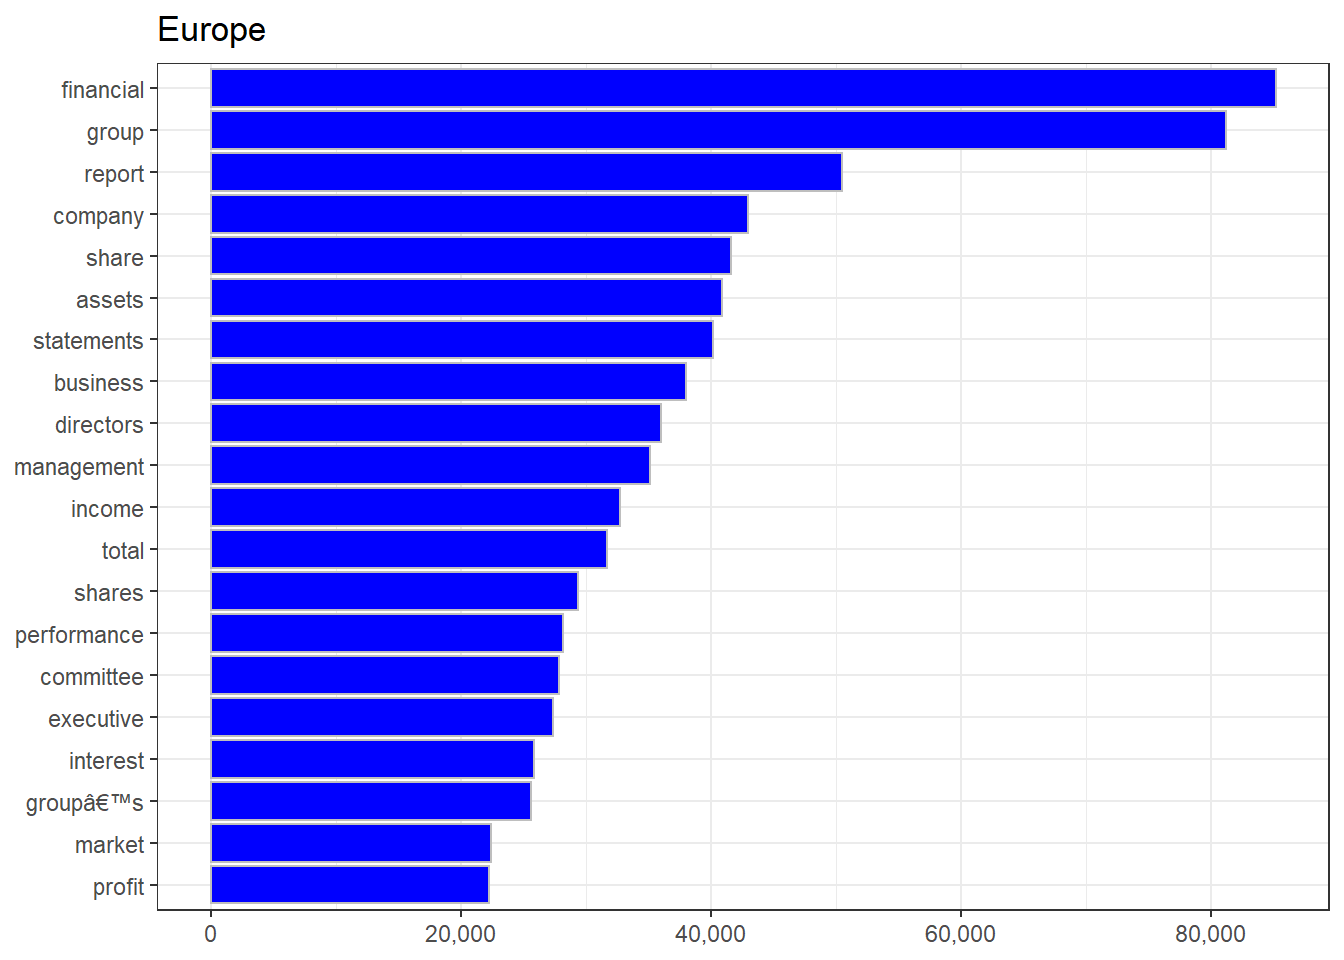 Europe
financial
group
report
company
share
assets
statements
business
directors
management
income
total
shares
performance
committee
executive
interest
groupâ€™s
market
profit
0 20,000 40,000 60,000 80,000